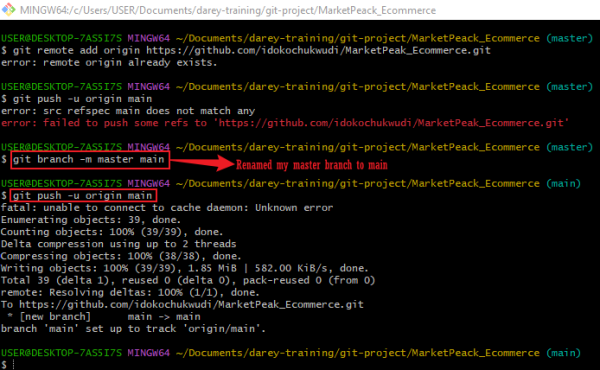 MINGW64:/c/Users/USER/Documents/darey-training/git-project/MarketPeack_Ecommerce
USER@DESKTOP-7AS5I7S MINGW64 ~/Documents/darey-training/git-project/MarketPeack_Ecommerce (master)
$ git remote add origin https://github.com/idokochukwudi/MarketPeak_Ecommerce.git
error: remote origin already exists.
USER@DESKTOP-7AS5I7S MINGW64 ~/Documents/darey-training/git-project/MarketPeack_Ecommerce (master)
$ git push -u origin main
error: src refspec main does not match any
error: failed to push some refs to 'https://github.com/idokochukwudi/MarketPeak_Ecommerce.git'
USER@DESKTOP-7AS5I7S MINGW64 ~/Documents/darey-training/git-project/MarketPeack_Ecommerce (master)
$ git branch -m master main Renamed my master branch to main
USER@DESKTOP-7AS5I7S MINGW64 ~/Documents/darey-training/git-project/MarketPeack_Ecommerce (main)
$ git push -u origin main
fatal: unable to connect to cache daemon: Unknown error
Enumerating objects: 39, done.
Counting objects: 100% (39/39), done.
Delta compression using up to 2 threads
Compressing objects: 100% (38/38), done.
Writing objects: 100% (39/39), 1.85 MiB | 582.00 KiB/s, done.
Total 39 (delta 1), reused 0 (delta 0), pack-reused 0 (from 0)
remote: Resolving deltas: 100% (1/1), done.
To https://github.com/idokochukwudi/MarketPeak_Ecommerce.git
 * [new branch]      main -> main
branch 'main' set up to track 'origin/main'.
USER@DESKTOP-7AS5I7S MINGW64 ~/Documents/darey-training/git-project/MarketPeack_Ecommerce (main)
$